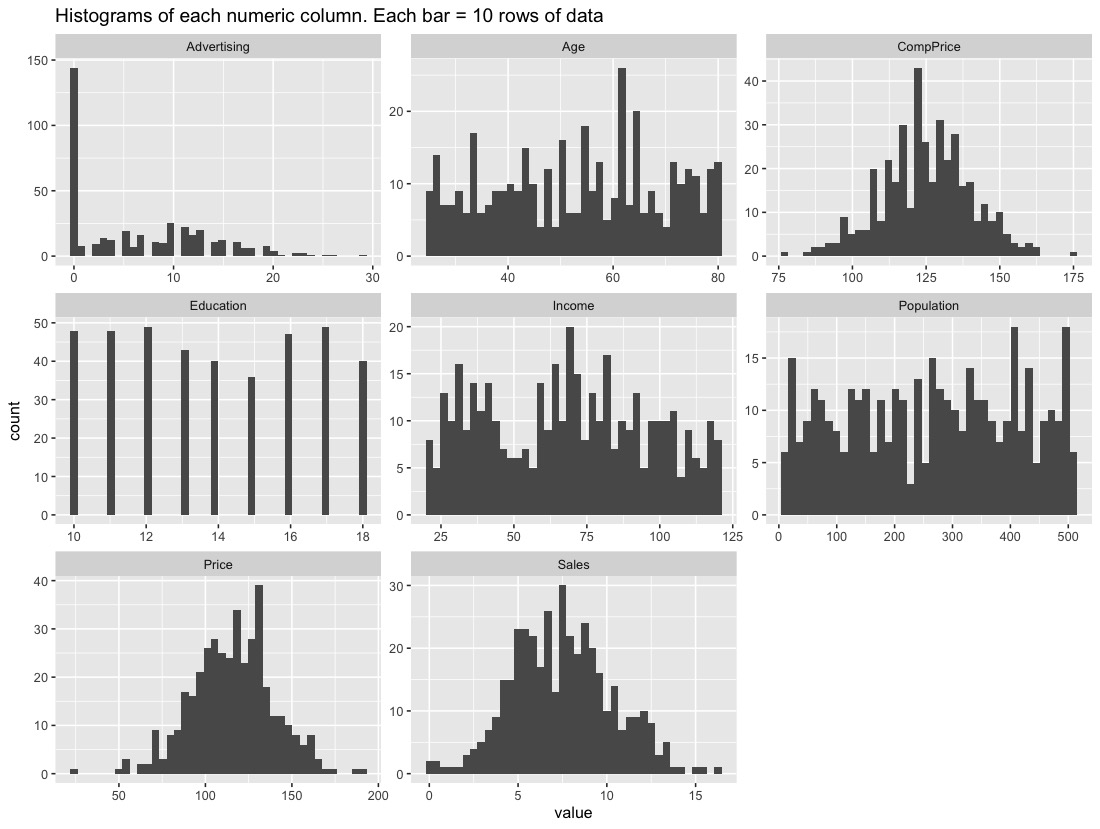 Histograms of each numeric column. Each bar = 10 rows of data
Advertising
Age
CompPrice
150
100
50
0
0 10 20 30
20
10
0
40 60 80
40
30
20
10
0
75 100 125 150 175
Education
Income
Population
50
40
30
20
10
0
10 12 14 16 18
20
15
10
5
0
25 50 75 100 125
15
10
5
0
0 100 200 300 400 500
Price
Sales
40
30
20
10
0
50 100 150 200
30
20
10
0
0 5 10 15
count
value